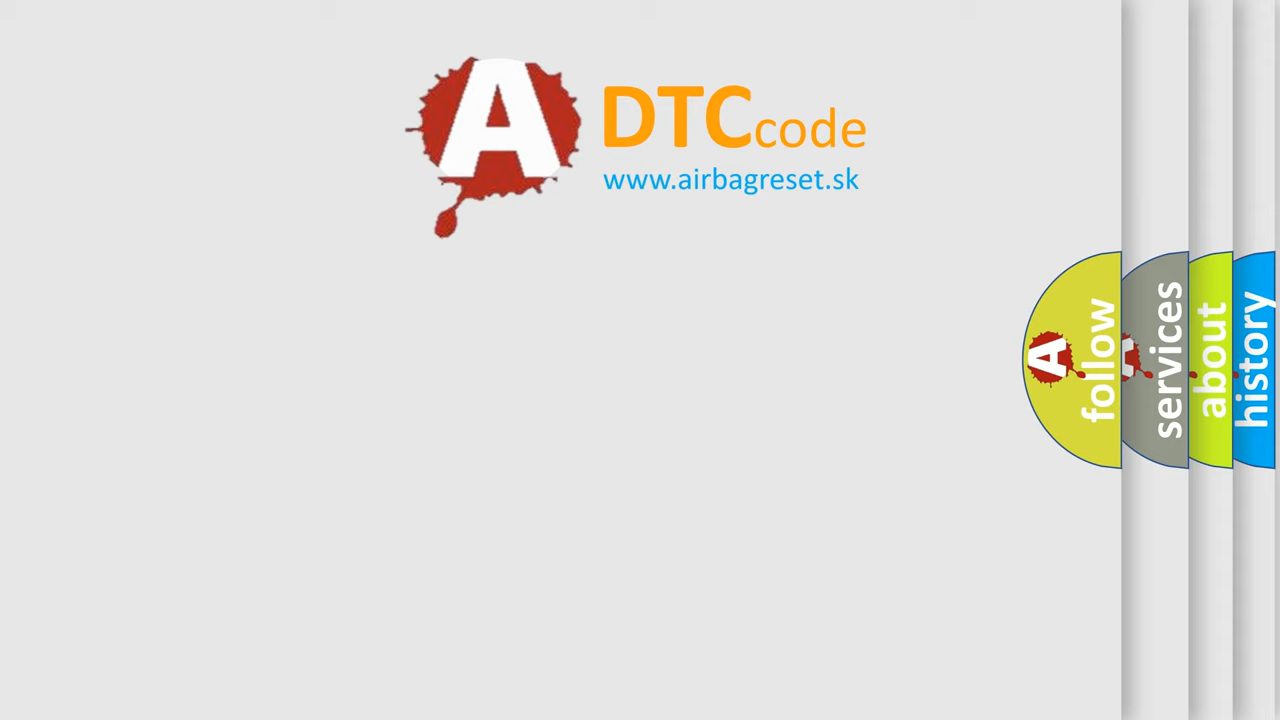 A
DTCcode
www.airbagreset.sk
A follow
services
about
history